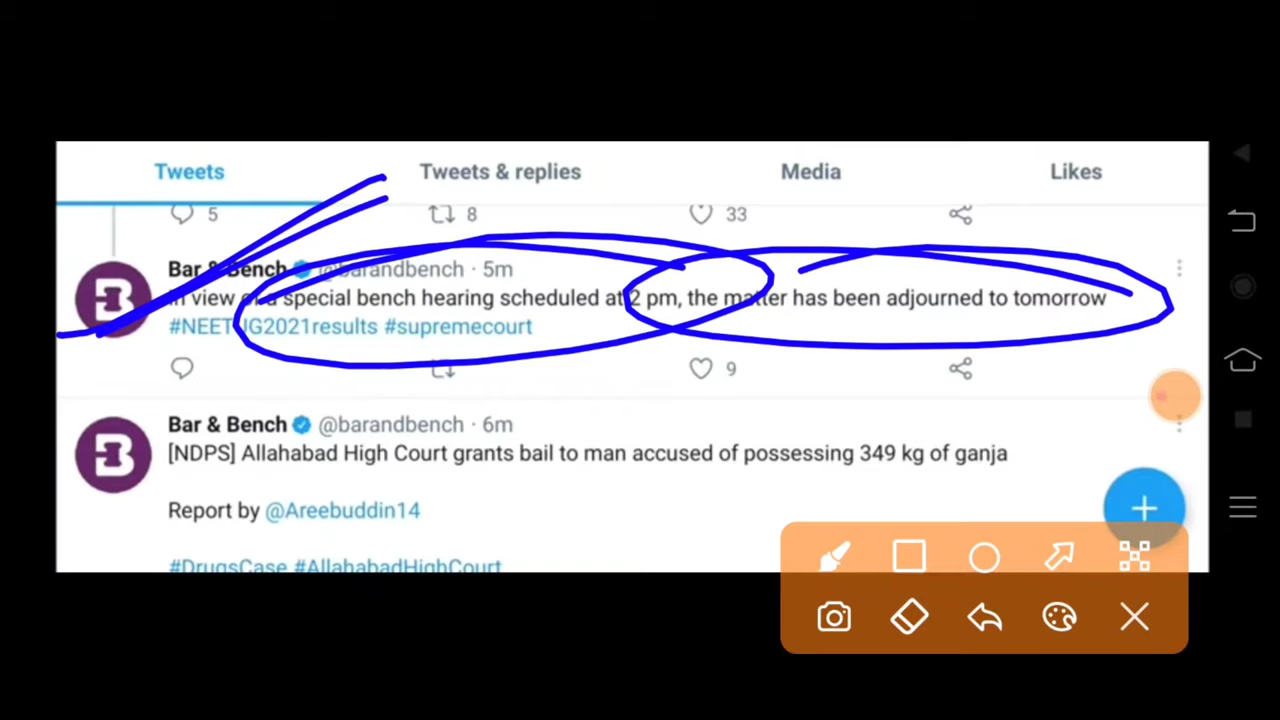 Tweets Tweets & replies Media Likes
5 8 33
Bar & Bench @barandbench · 5m
In view of a special bench hearing scheduled at 2 pm, the matter has been adjourned to tomorrow
#NEETUG2021results #supremecourt
9
Bar & Bench @barandbench · 6m
[NDPS] Allahabad High Court grants bail to man accused of possessing 349 kg of ganja
Report by @Areebuddin14
#DrugsCase #AllahabadHighCourt